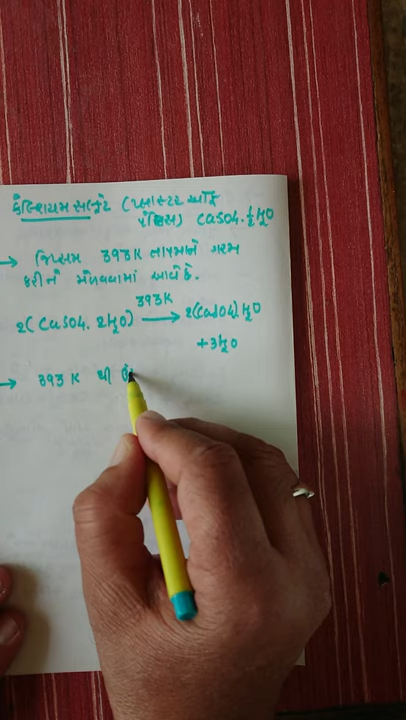 કેલ્શિયમ સલ્ફેટ (પ્લાસ્ટર ઓફ
પેરિસ) CaSO4.½H2O
→ જિપ્સમ 393K તાપમાને ગરમ
કરીને મેળવવામાં આવે છે.
393K
2(CaSO4. 2H2O) ⟶ 2(CaSO4)H2O
+3H2O
→ 393 K થી